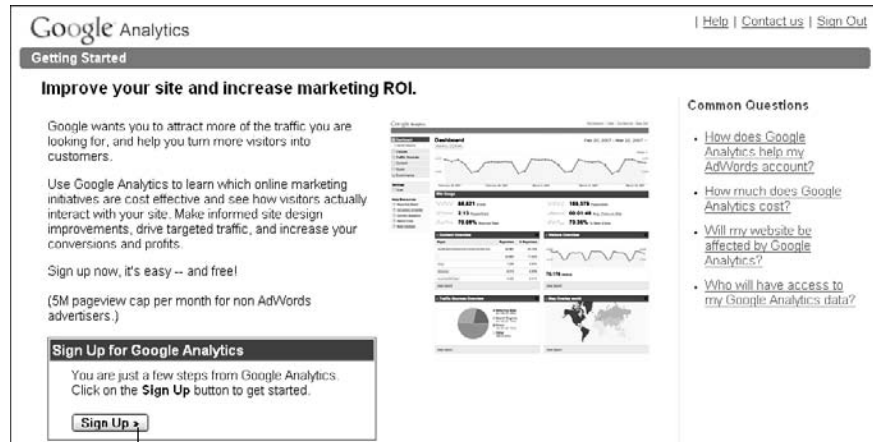 Google Analytics
| Help | Contact us | Sign Out
Getting Started
Improve your site and increase marketing ROI.
Google wants you to attract more of the traffic you are
looking for, and help you turn more visitors into
customers.
Use Google Analytics to learn which online marketing
initiatives are cost effective and see how visitors actually
interact with your site. Make informed site design
improvements, drive targeted traffic, and increase your
conversions and profits.
Sign up now, it's easy -- and free!
(5M pageview cap per month for non AdWords
advertisers.)
Sign Up for Google Analytics
You are just a few steps from Google Analytics.
Click on the Sign Up button to get started.
Sign Up »
Dashboard
Common Questions
• How does Google
Analytics help my
AdWords account?
• How much does Google
Analytics cost?
• Will my website be
affected by Google
Analytics?
• Who will have access to
my Google Analytics data?